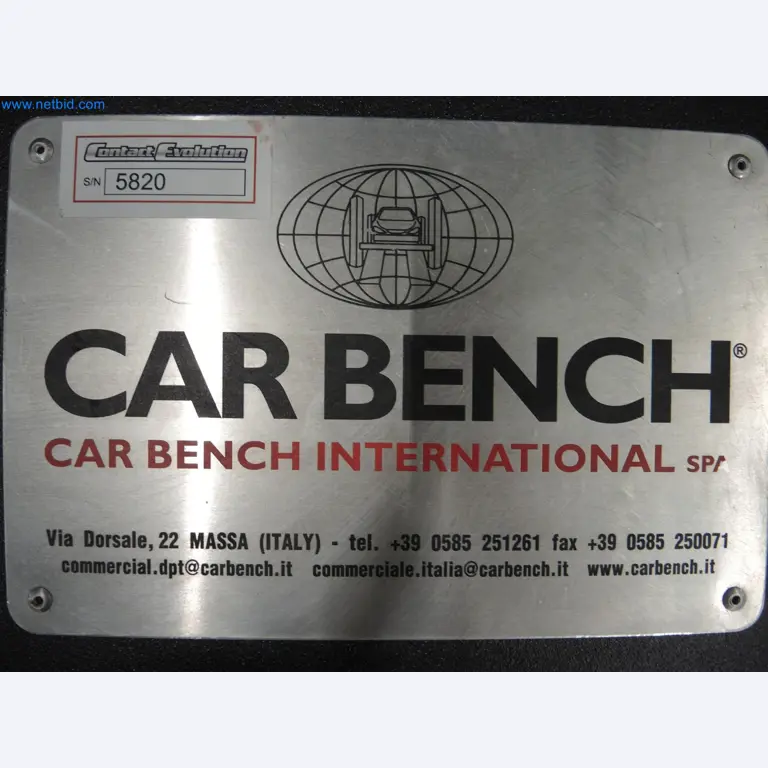 www.netbid.com
Contact Evolution
S/N 5820
CAR BENCH®
CAR BENCH INTERNATIONAL SPA
Via Dorsale, 22 MASSA (ITALY) - tel. +39 0585 251261 fax +39 0585 250071
commercial.dpt@carbench.it commerciale.italia@carbench.it www.carbench.it